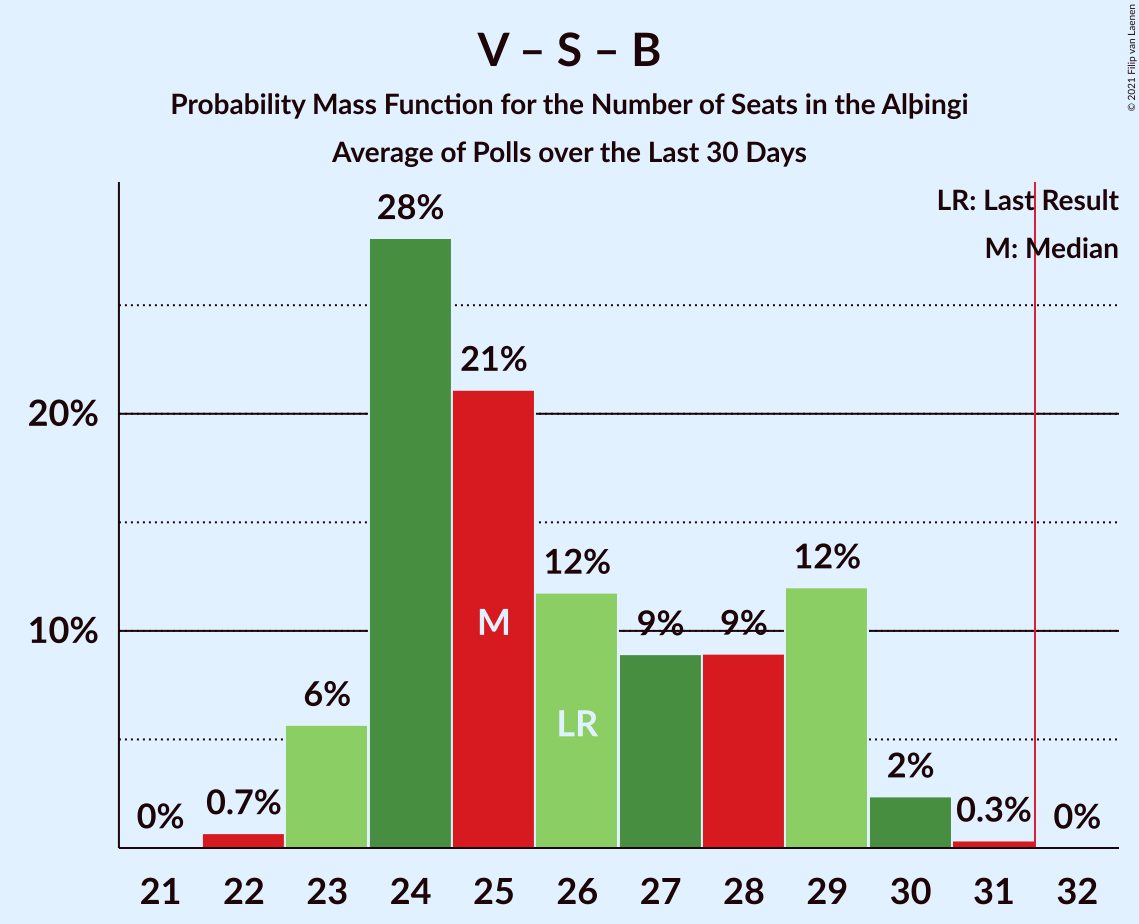 V – S – B
Probability Mass Function for the Number of Seats in the Alþingi
Average of Polls over the Last 30 Days
© 2021 Filip van Laenen
LR: Last Result
M: Median
28%
21%
20%
12%
12%
M
9%
9%
10%
6%
LR
2%
0%
0.7%
0.3%
0%
21 22 23 24 25 26 27 28 29 30 31 32